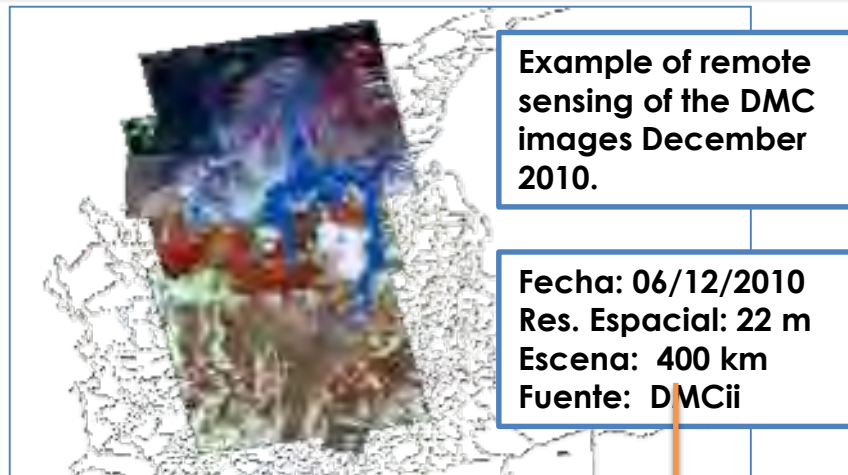 Example of remote
sensing of the DMC
images December
2010.
Fecha: 06/12/2010
Res. Espacial: 22 m
Escena: 400 km
Fuente: DMCii